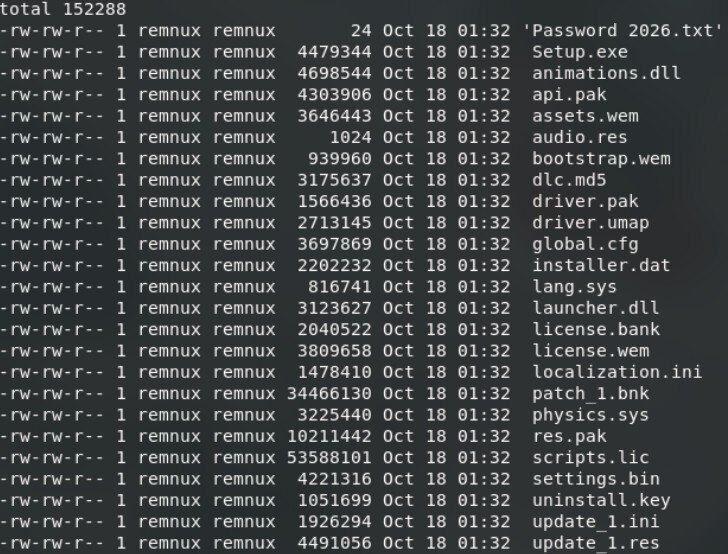 total 152288
-rw-rw-r-- 1 remnux remnux       24 Oct 18 01:32 'Password 2026.txt'
-rw-rw-r-- 1 remnux remnux  4479344 Oct 18 01:32  Setup.exe
-rw-rw-r-- 1 remnux remnux  4698544 Oct 18 01:32  animations.dll
-rw-rw-r-- 1 remnux remnux  4303906 Oct 18 01:32  api.pak
-rw-rw-r-- 1 remnux remnux  3646443 Oct 18 01:32  assets.wem
-rw-rw-r-- 1 remnux remnux     1024 Oct 18 01:32  audio.res
-rw-rw-r-- 1 remnux remnux   939960 Oct 18 01:32  bootstrap.wem
-rw-rw-r-- 1 remnux remnux  3175637 Oct 18 01:32  dlc.md5
-rw-rw-r-- 1 remnux remnux  1566436 Oct 18 01:32  driver.pak
-rw-rw-r-- 1 remnux remnux  2713145 Oct 18 01:32  driver.umap
-rw-rw-r-- 1 remnux remnux  3697869 Oct 18 01:32  global.cfg
-rw-rw-r-- 1 remnux remnux  2202232 Oct 18 01:32  installer.dat
-rw-rw-r-- 1 remnux remnux   816741 Oct 18 01:32  lang.sys
-rw-rw-r-- 1 remnux remnux  3123627 Oct 18 01:32  launcher.dll
-rw-rw-r-- 1 remnux remnux  2040522 Oct 18 01:32  license.bank
-rw-rw-r-- 1 remnux remnux  3809658 Oct 18 01:32  license.wem
-rw-rw-r-- 1 remnux remnux  1478410 Oct 18 01:32  localization.ini
-rw-rw-r-- 1 remnux remnux 34466130 Oct 18 01:32  patch_1.bnk
-rw-rw-r-- 1 remnux remnux  3225440 Oct 18 01:32  physics.sys
-rw-rw-r-- 1 remnux remnux 10211442 Oct 18 01:32  res.pak
-rw-rw-r-- 1 remnux remnux 53588101 Oct 18 01:32  scripts.lic
-rw-rw-r-- 1 remnux remnux  4221316 Oct 18 01:32  settings.bin
-rw-rw-r-- 1 remnux remnux  1051699 Oct 18 01:32  uninstall.key
-rw-rw-r-- 1 remnux remnux  1926294 Oct 18 01:32  update_1.ini
-rw-rw-r-- 1 remnux remnux  4491056 Oct 18 01:32  update_1.res